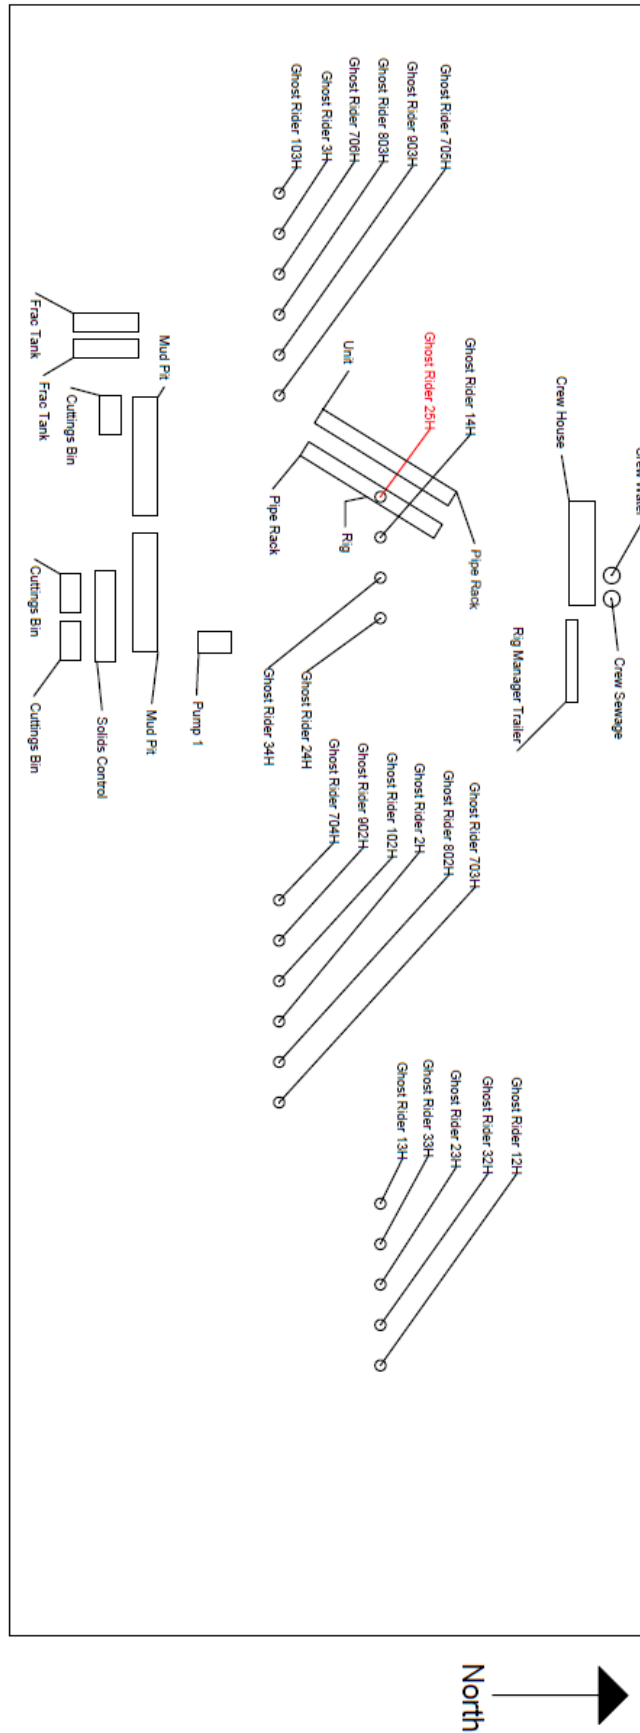 Ghost Rider 705H
Ghost Rider 903H
Ghost Rider 803H
Ghost Rider 706H
Ghost Rider 3H
Ghost Rider 103H
Crew Water
Crew House
Ghost Rider 14H
Ghost Rider 25H
Unit
Mud Pit
Frac Tank
Frac Tank
Cuttings Bin
Pipe Rack
Rig
Pipe Rack
Crew Sewage
Rig Manager Trailer
Cuttings Bin
Cuttings Bin
Solids Control
Mud Pit
Pump 1
Ghost Rider 34H
Ghost Rider 24H
Ghost Rider 704H
Ghost Rider 902H
Ghost Rider 102H
Ghost Rider 2H
Ghost Rider 802H
Ghost Rider 703H
Ghost Rider 13H
Ghost Rider 33H
Ghost Rider 23H
Ghost Rider 32H
Ghost Rider 12H
North